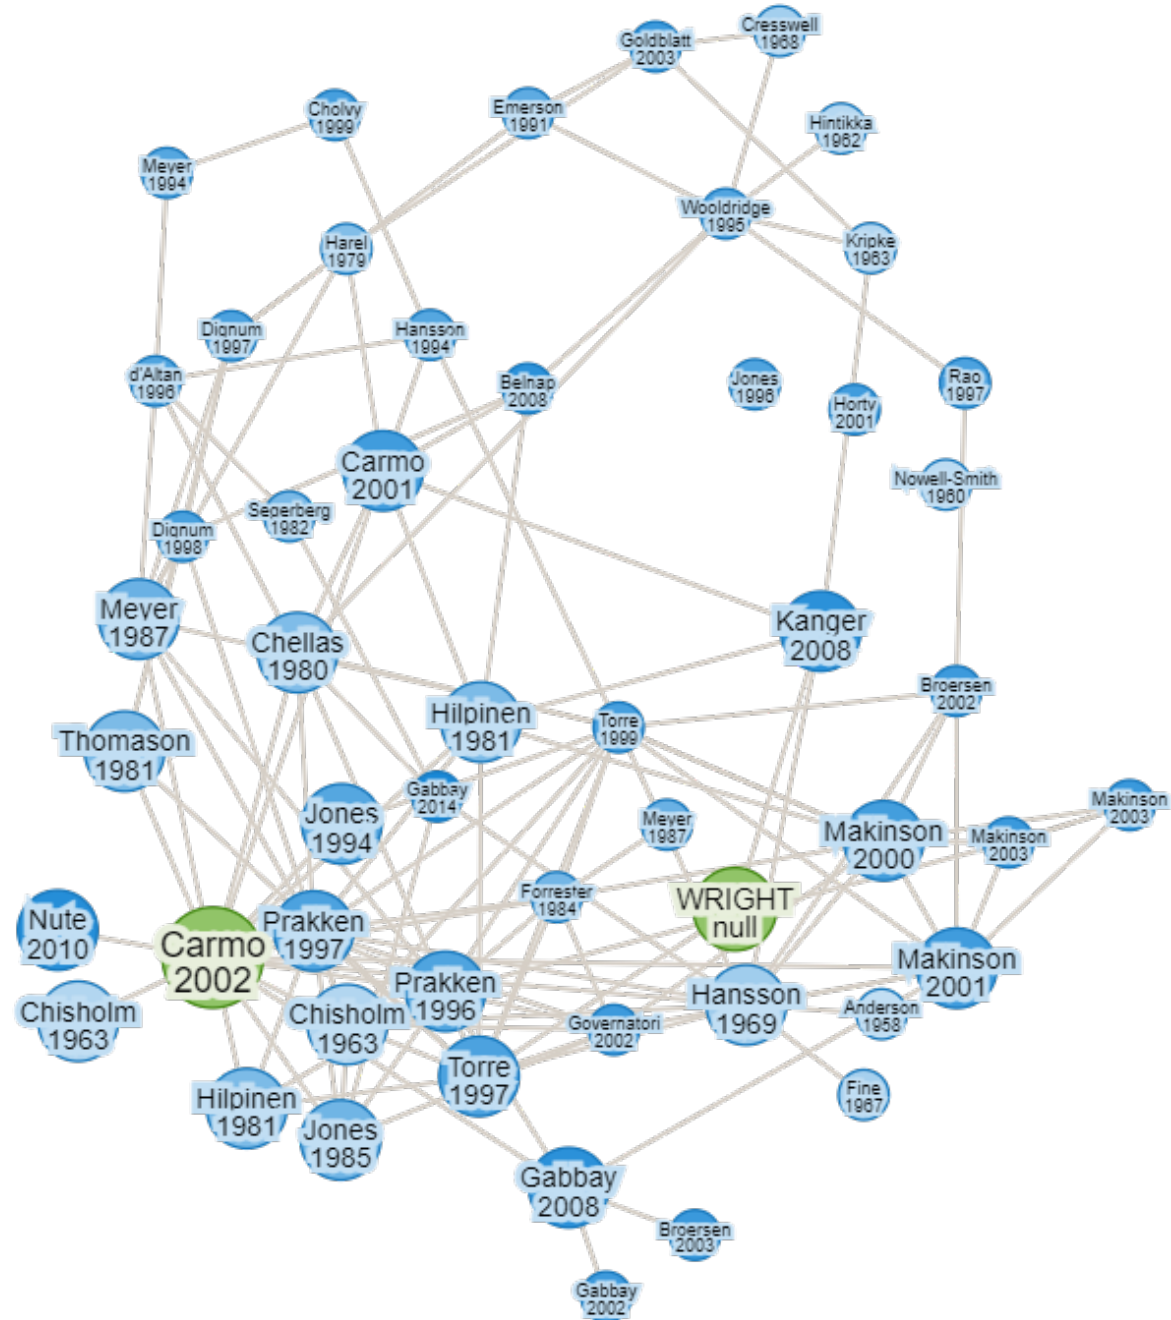 Cresswell
1968
Goldblatt
2003
Cholvy
1999
Emerson
1991
Hintikka
1962
Meyer
1994
Wooldridge
1995
Harel
1979
Kripke
1963
Dignum
1997
Hansson
1994
d'Altan
1996
Belnap
2008
Jones
1996
Horty
2001
Rao
1997
Carmo
2001
Nowell-Smith
1960
Segerberg
1982
Dignum
1998
Meyer
1987
Chellas
1980
Kanger
2008
Broersen
2002
Hilpinen
1981
Torre
1999
Thomason
1981
Gabbay
2014
Jones
1994
Meyer
1987
Makinson
2000
Makinson
2003
Makinson
2003
Forrester
1984
WRIGHT
null
Nute
2010
Prakken
1997
Carmo
2002
Makinson
2001
Prakken
1996
Hansson
1969
Chisholm
1963
Chisholm
1963
Governatori
2002
Anderson
1958
Torre
1997
Fine
1967
Hilpinen
1981
Jones
1985
Gabbay
2008
Broersen
2003
Gabbay
2002